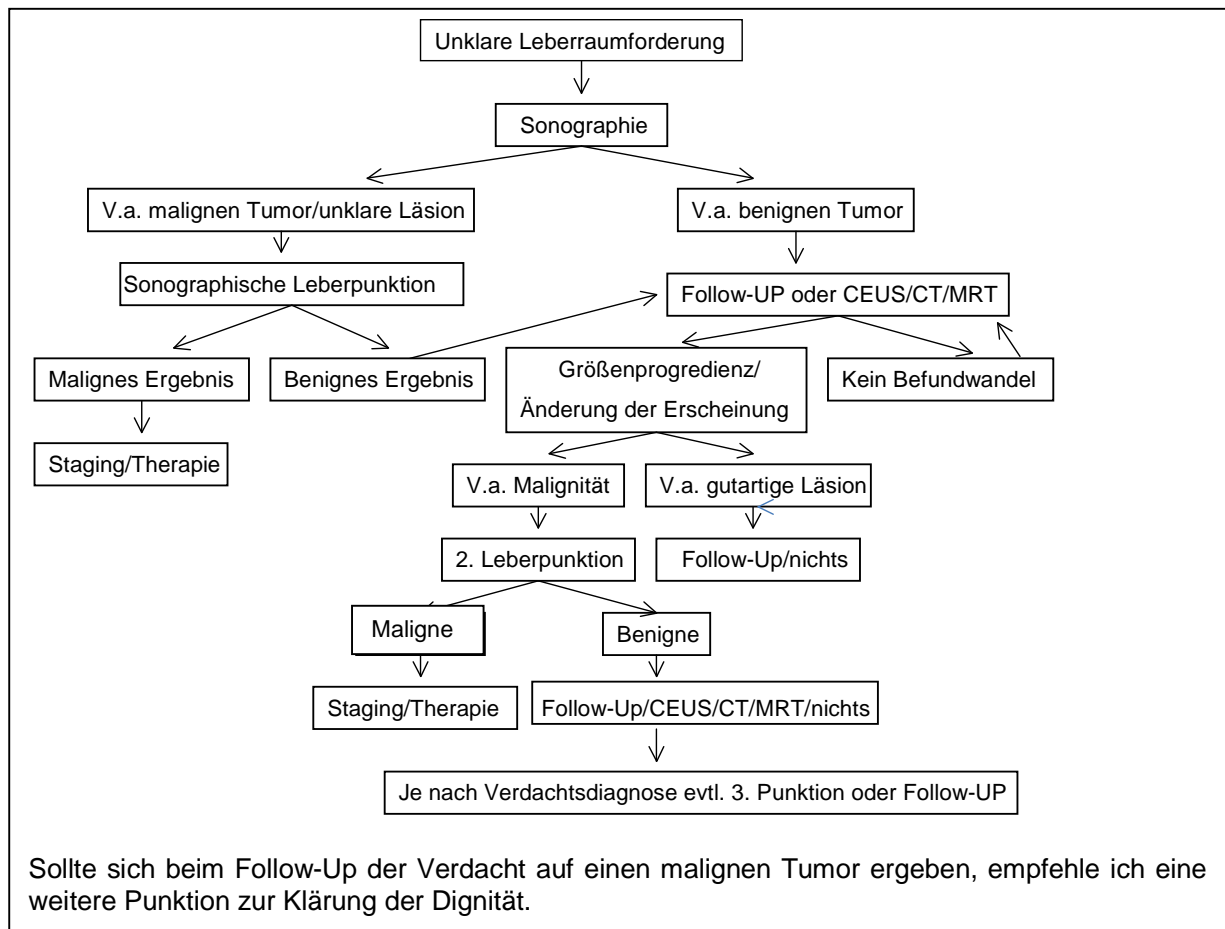 Unklare Leberraumforderung
Sonographie
V.a. malignen Tumor/unklare Läsion
V.a. benignen Tumor
Sonographische Leberpunktion
Follow-UP oder CEUS/CT/MRT
Malignes Ergebnis
Benignes Ergebnis
Größenprogredienz/
Änderung der Erscheinung
Kein Befundwandel
Staging/Therapie
V.a. Malignität
V.a. gutartige Läsion
2. Leberpunktion
Follow-Up/nichts
Maligne
Benigne
Staging/Therapie
Follow-Up/CEUS/CT/MRT/nichts
Je nach Verdachtsdiagnose evtl. 3. Punktion oder Follow-UP
Sollte sich beim Follow-Up der Verdacht auf einen malignen Tumor ergeben, empfehle ich eine
weitere Punktion zur Klärung der Dignität.